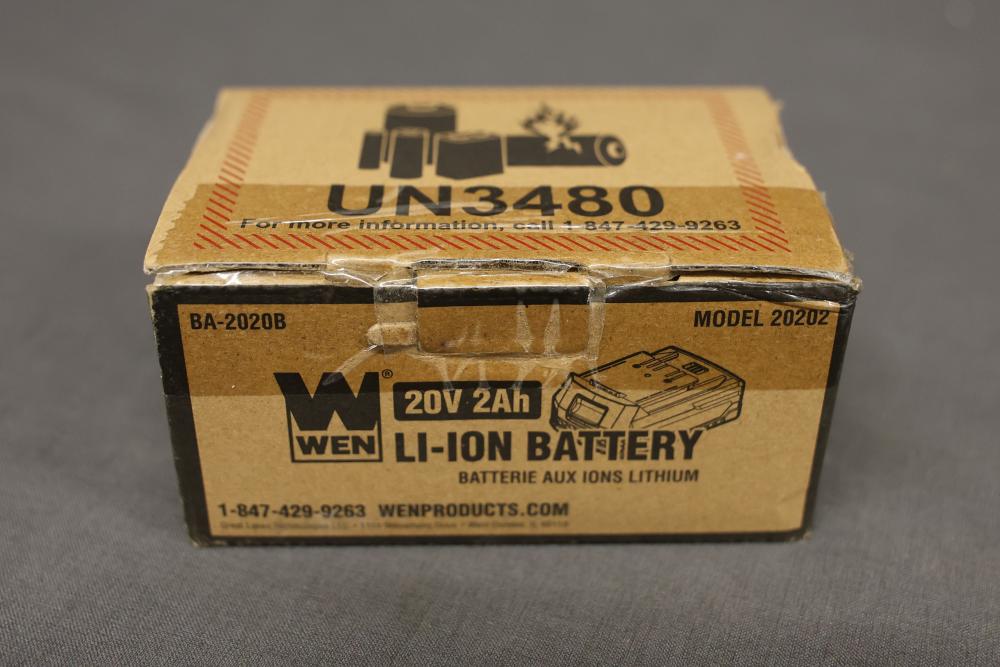 UN3480
For more information, call 1-847-429-9263
BA-2020B
MODEL 20202
W®
WEN
20V 2Ah
LI-ION BATTERY
BATTERIE AUX IONS LITHIUM
1-847-429-9263 WENPRODUCTS.COM